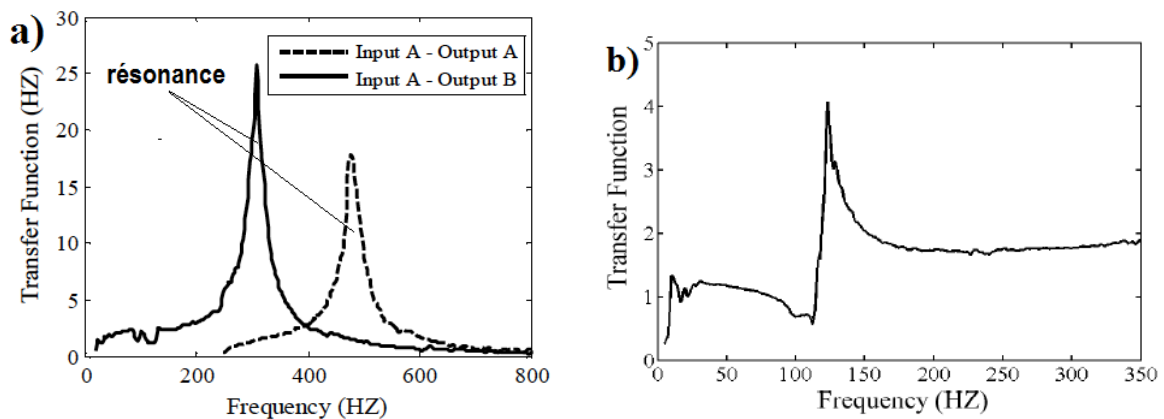 a)
Transfer Function (HZ)
30
25
20
15
10
5
0
résonance
Input A - Output A
Input A - Output B
0 200 400 600 800
Frequency (HZ)
b)
Transfer Function
5
4
3
2
1
0
0 50 100 150 200 250 300 350
Frequency (HZ)